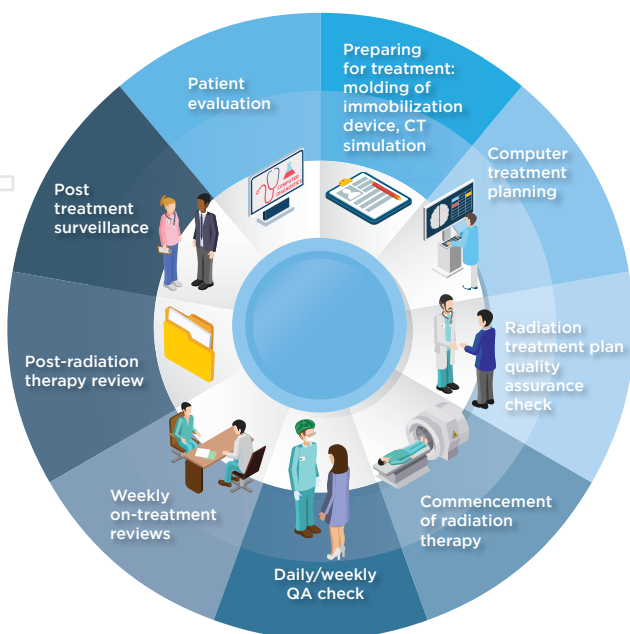 Patient
evaluation
Preparing
for treatment:
molding of
immobilization
device, CT
simulation
Computer
treatment
planning
Radiation
treatment plan
quality
assurance
check
Commencement
of radiation
therapy
Daily/weekly
QA check
Weekly
on-treatment
reviews
Post-radiation
therapy review
Post
treatment
surveillance
COMPUTER
DIAGNOSTICS